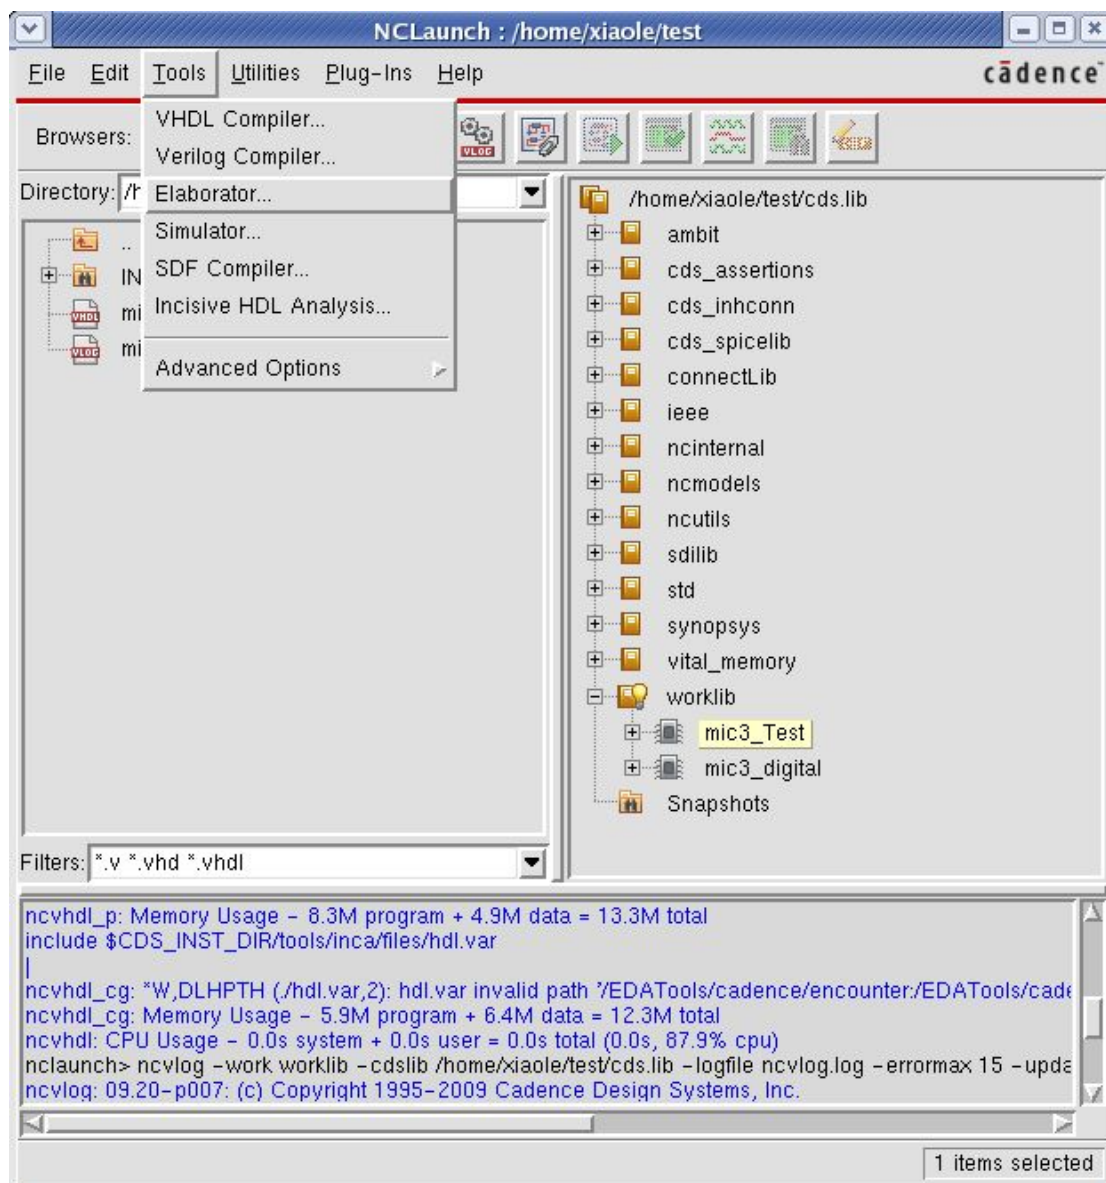 NCLaunch : /home/xiaole/test
File Edit Tools Utilities Plug-Ins Help cādence
Browsers: VLOG
VHDL Compiler...
Verilog Compiler...
Elaborator...
Simulator...
SDF Compiler...
Incisive HDL Analysis...
Advanced Options
Directory: /h
..
IN
VHDL mi
VLOG mi
/home/xiaole/test/cds.lib
ambit
cds_assertions
cds_inhconn
cds_spicelib
connectLib
ieee
ncinternal
ncmodels
ncutils
sdilib
std
synopsys
vital_memory
worklib
mic3_Test
mic3_digital
Snapshots
Filters: *.v *.vhd *.vhdl
ncvhdl_p: Memory Usage - 8.3M program + 4.9M data = 13.3M total
include $CDS_INST_DIR/tools/inca/files/hdl.var
|
ncvhdl_cg: *W,DLHPTH (./hdl.var,2): hdl.var invalid path '/EDATools/cadence/encounter:/EDATools/cade
ncvhdl_cg: Memory Usage - 5.9M program + 6.4M data = 12.3M total
ncvhdl: CPU Usage - 0.0s system + 0.0s user = 0.0s total (0.0s, 87.9% cpu)
nclaunch> ncvlog -work worklib -cdslib /home/xiaole/test/cds.lib -logfile ncvlog.log -errormax 15 -upda
ncvlog: 09.20-p007: (c) Copyright 1995-2009 Cadence Design Systems, Inc.
1 items selected